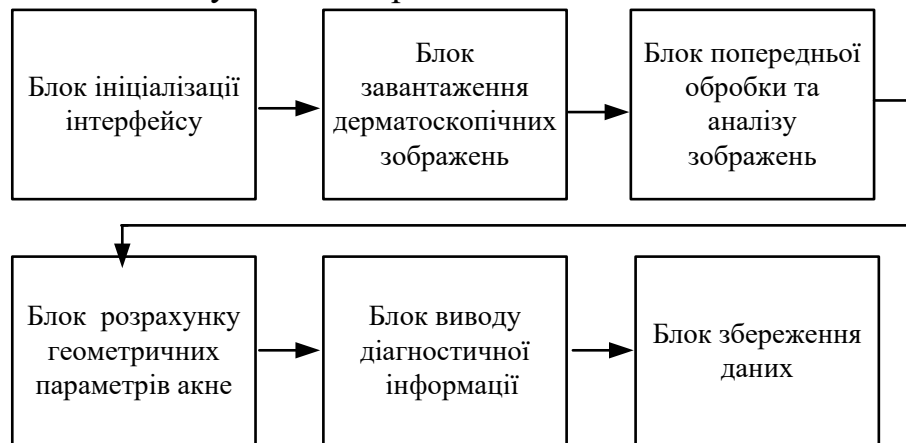 Блок ініціалізації
інтерфейсу
Блок
завантаження
дерматоскопічних
зображень
Блок попередньої
обробки та
аналізу
зображень
Блок розрахунку
геометричних
параметрів акне
Блок виводу
діагностичної
інформації
Блок збереження
даних